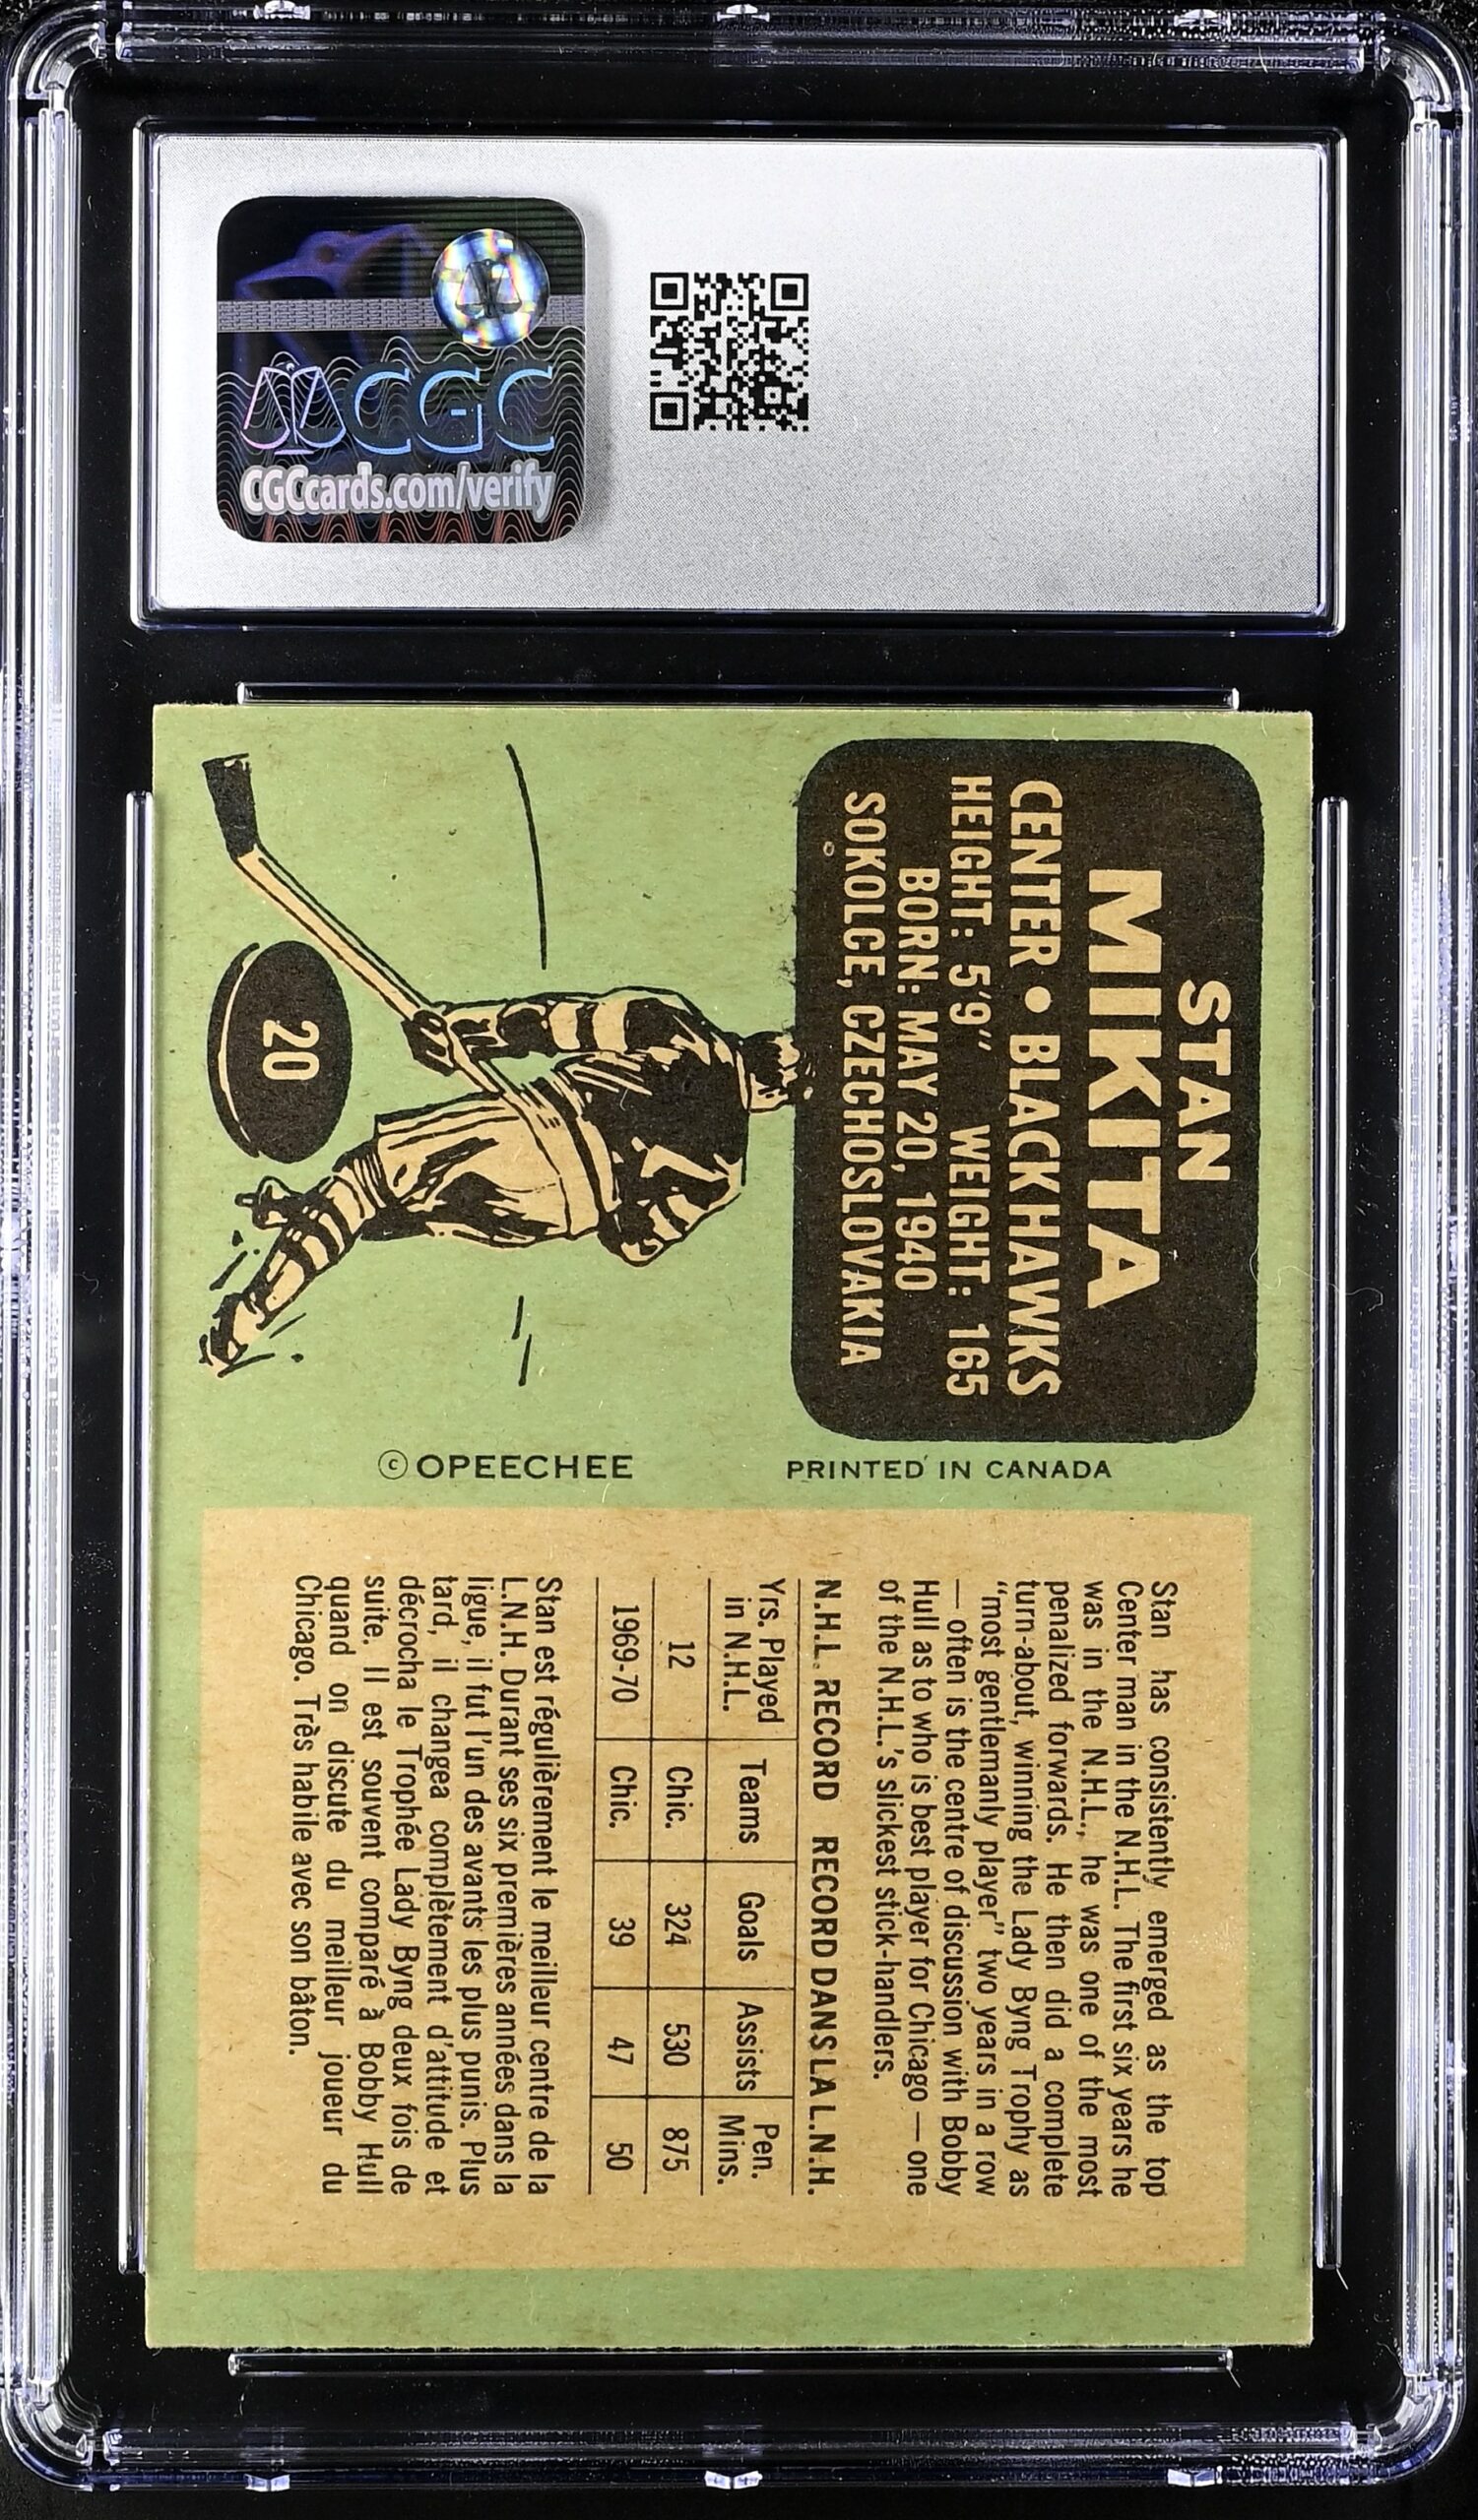 CGC
CGCcards.com/verify
STAN
MIKITA
CENTER • BLACK HAWKS
HEIGHT: 5'9" WEIGHT: 165
BORN: MAY 20, 1940
SOKOLCE, CZECHOSLOVAKIA
20
© OPEECHEE
PRINTED IN CANADA
Stan has consistently emerged as the top
Center man in the N.H.L. The first six years he
was in the N.H.L., he was one of the most
penalized forwards. He then did a complete
turn-about, winning the Lady Byng Trophy as
“most gentlemanly player” two years in a row
— often is the centre of discussion with Bobby
Hull as to who is best player for Chicago — one
of the N.H.L.'s slickest stick-handlers.
N.H.L. RECORD RECORD DANS LA L.N.H.
Yrs. Played in N.H.L. Teams Goals Assists Pen. Mins.
12 Chic. 324 530 875
1969-70 Chic. 39 47 50
Stan est régulièrement le meilleur centre de la
L.N.H. Durant ses six premières années dans la
ligue, il fut l'un des avants les plus punis. Plus
tard, il changea complètement d'attitude et
décrocha le Trophée Lady Byng deux fois de
suite. Il est souvent comparé à Bobby Hull
quand on discute du meilleur joueur du
Chicago. Très habile avec son bâton.